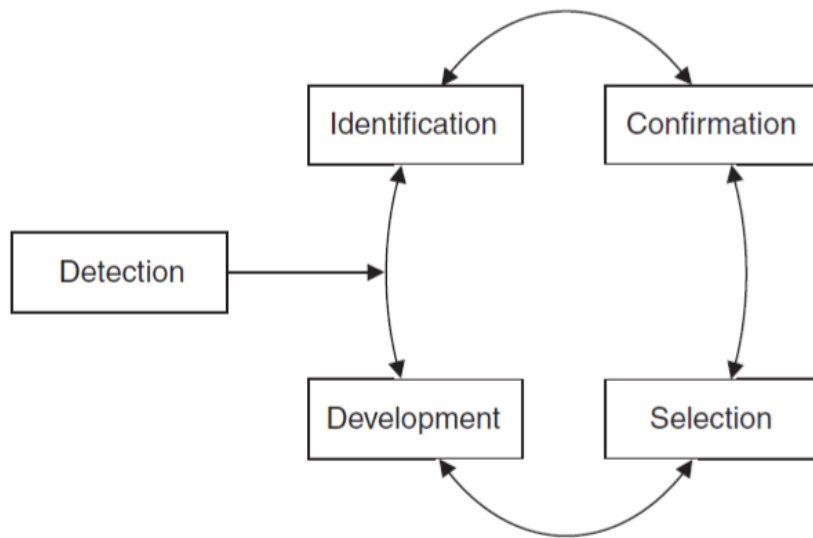 Identification
Confirmation
Detection
Development
Selection